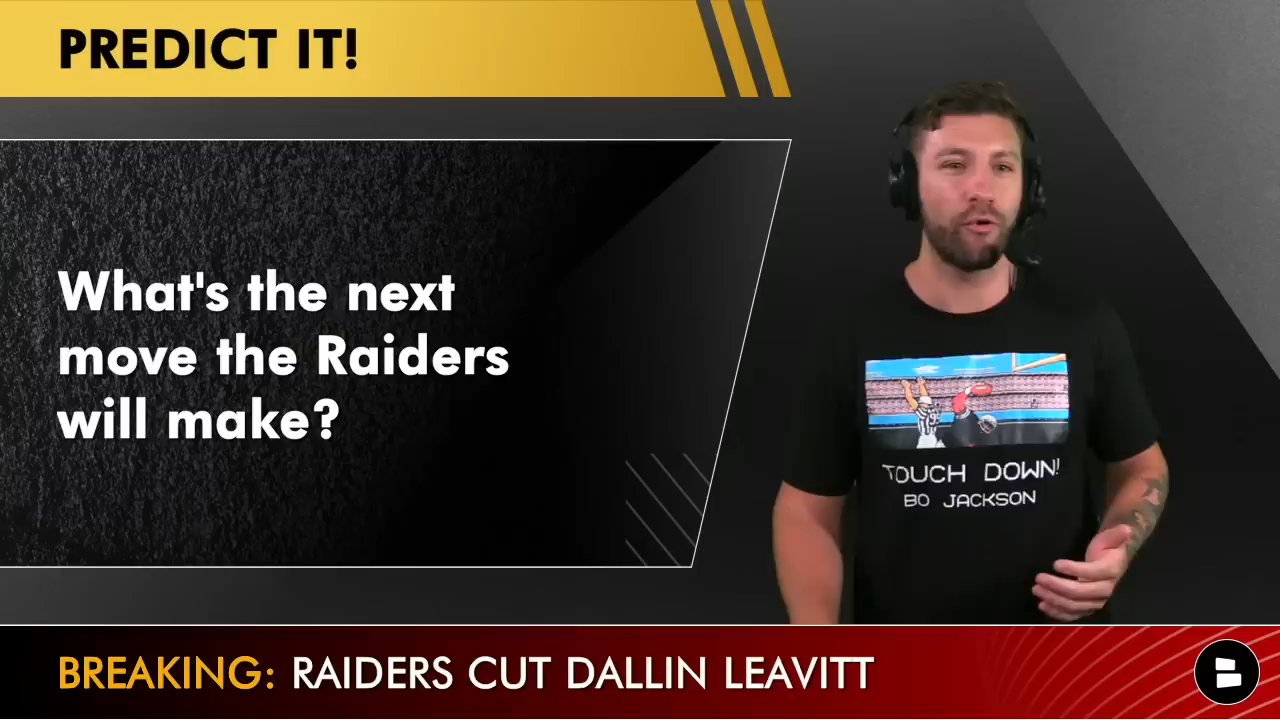 PREDICT IT!
What's the next
move the Raiders
will make?
TOUCH DOWN!
BO JACKSON
BREAKING: RAIDERS CUT DALLIN LEAVITT